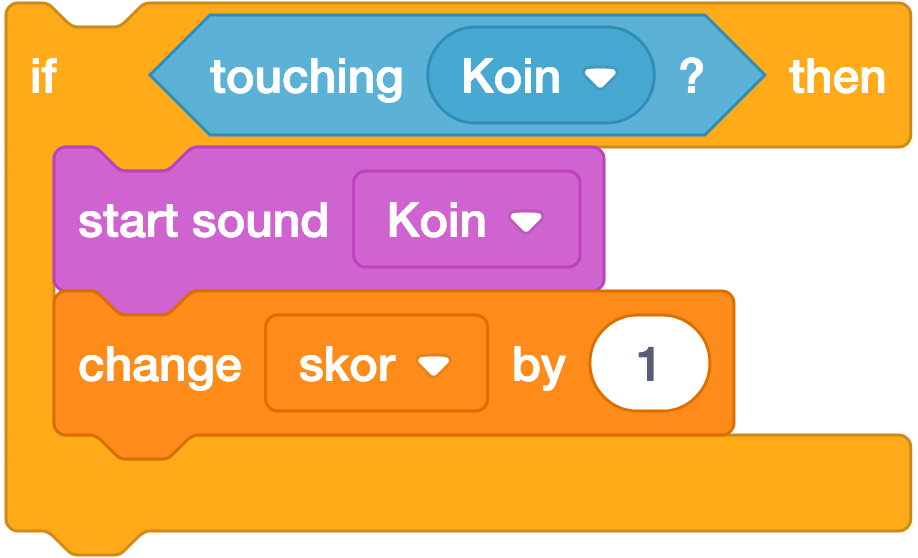 if touching Koin ? then
start sound Koin
change skor by 1